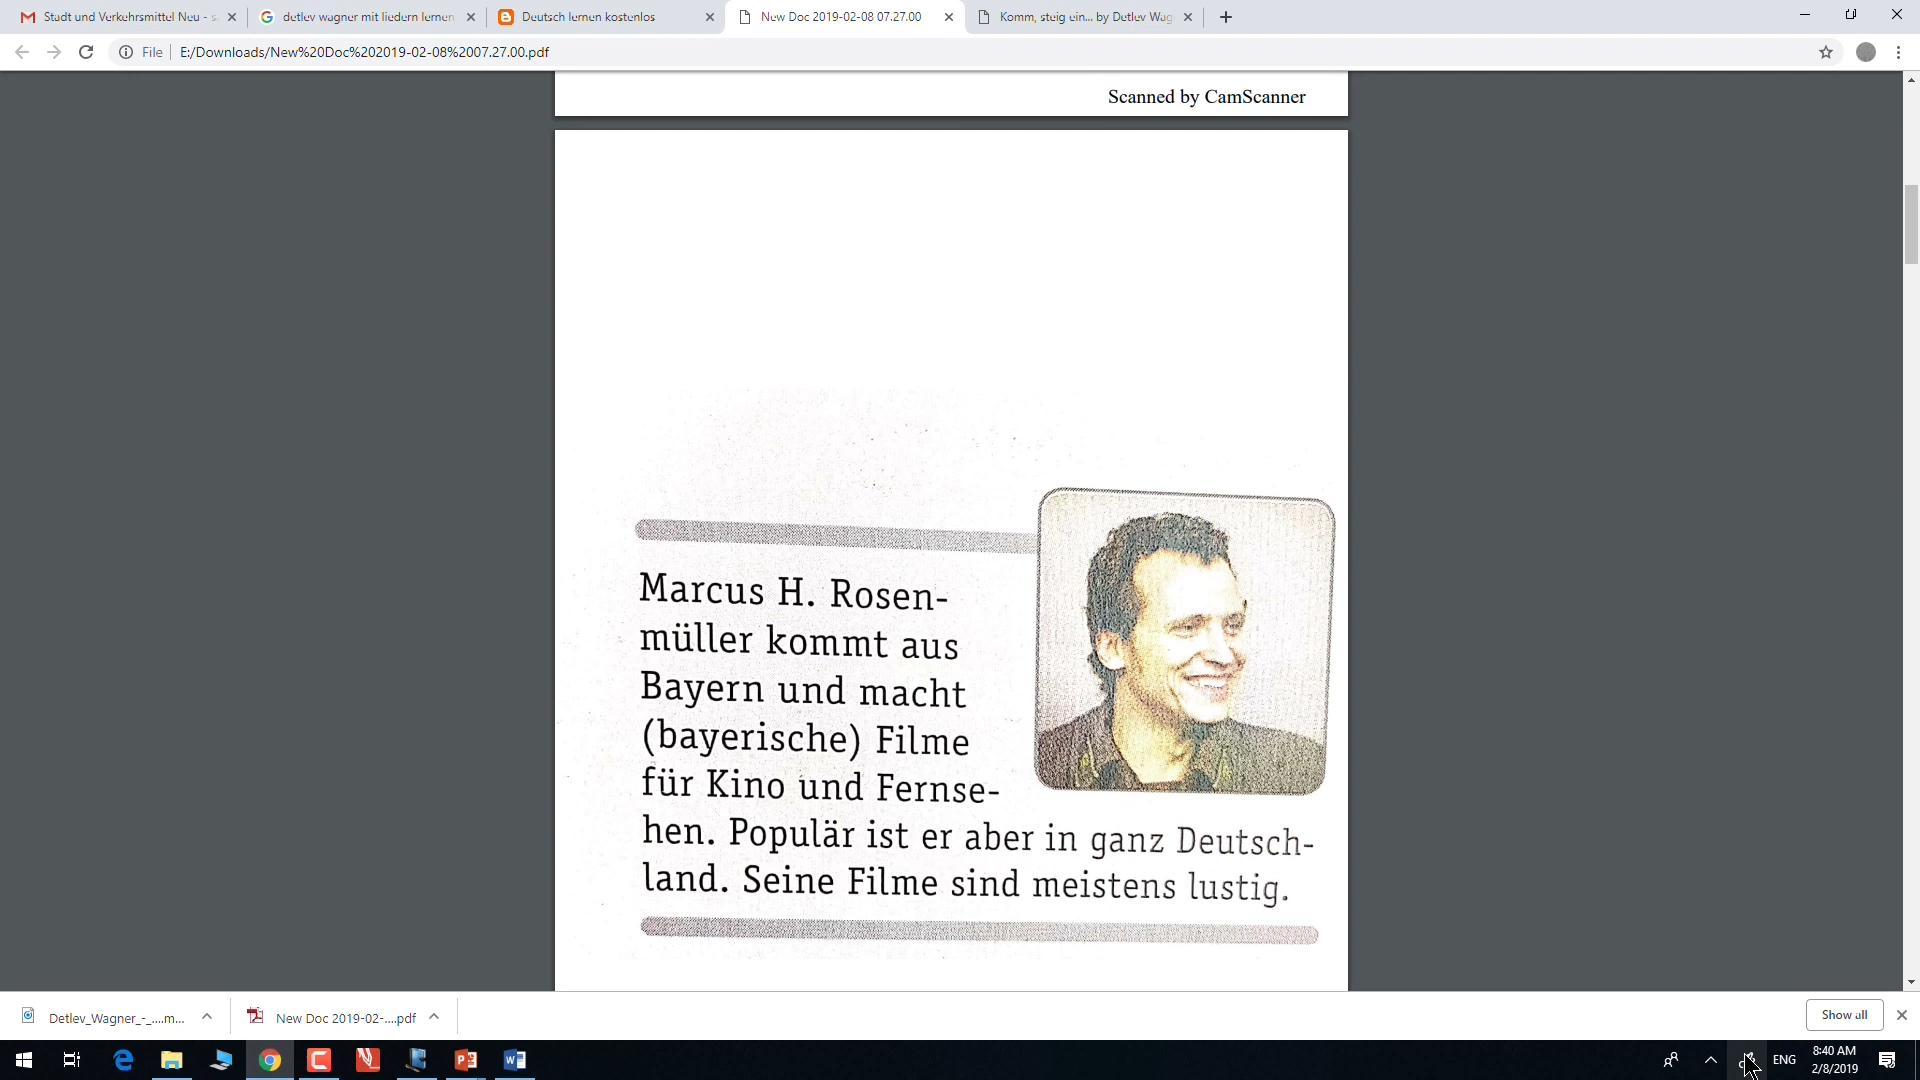 Stadt und Verkehrsmittel Neu - s
detlev wagner mit liedern lernen
Deutsch lernen kostenlos
New Doc 2019-02-08 07.27.00
Komm, steig ein... by Detlev Wag
File
E:/Downloads/New%20Doc%202019-02-08%2007.27.00.pdf
Scanned by CamScanner
Marcus H. Rosen-
müller kommt aus
Bayern und macht
(bayerische) Filme
für Kino und Fernse-
hen. Populär ist er aber in ganz Deutsch-
land. Seine Filme sind meistens lustig.
Detlev_Wagner_-_....m...
New Doc 2019-02-....pdf
Show all
ENG
8:40 AM
2/8/2019